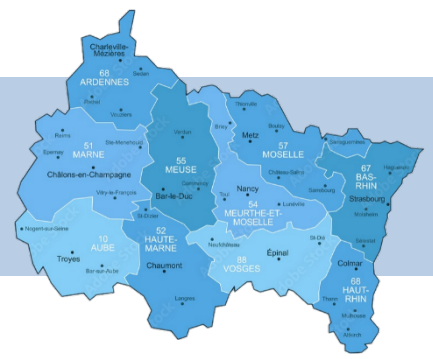 Charleville-
Mézières
Sedan
68
ARDENNES
Rethel
Vouziers
Reims
51
MARNE
Epernay
Ste-Menehould
Châlons-en-Champagne
Vitry-le-François
St-Dizier
Verdun
55
MEUSE
Commercy
Bar-le-Duc
Briey
Thionville
Metz
Boulay
57
MOSELLE
Sarreguemines
Château-Salins
Sarrebourg
67
BAS-
RHIN
Haguenau
Strasbourg
Molsheim
Sélestat
Toul
Nancy
Lunéville
54
MEURTHE-ET-
MOSELLE
Nogent-sur-Seine
10
AUBE
Troyes
Bar-sur-Aube
52
HAUTE-
MARNE
Chaumont
Langres
Neufchâteau
88
VOSGES
Épinal
St-Dié
Colmar
68
HAUT-
RHIN
Thann
Mulhouse
Altkirch